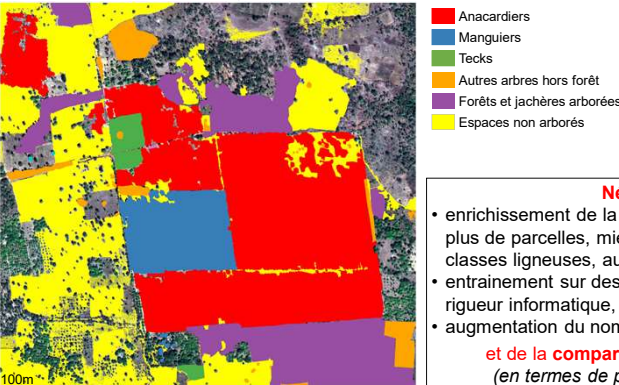 Anacardiers
Manguiers
Tecks
Autres arbres hors forêt
Forêts et jachères arborées
Espaces non arborés
100m
• enrichissement de la
plus de parcelles, mie
classes ligneuses, au
• entrainement sur des
rigueur informatique,
• augmentation du nom
et de la compar
(en termes de p